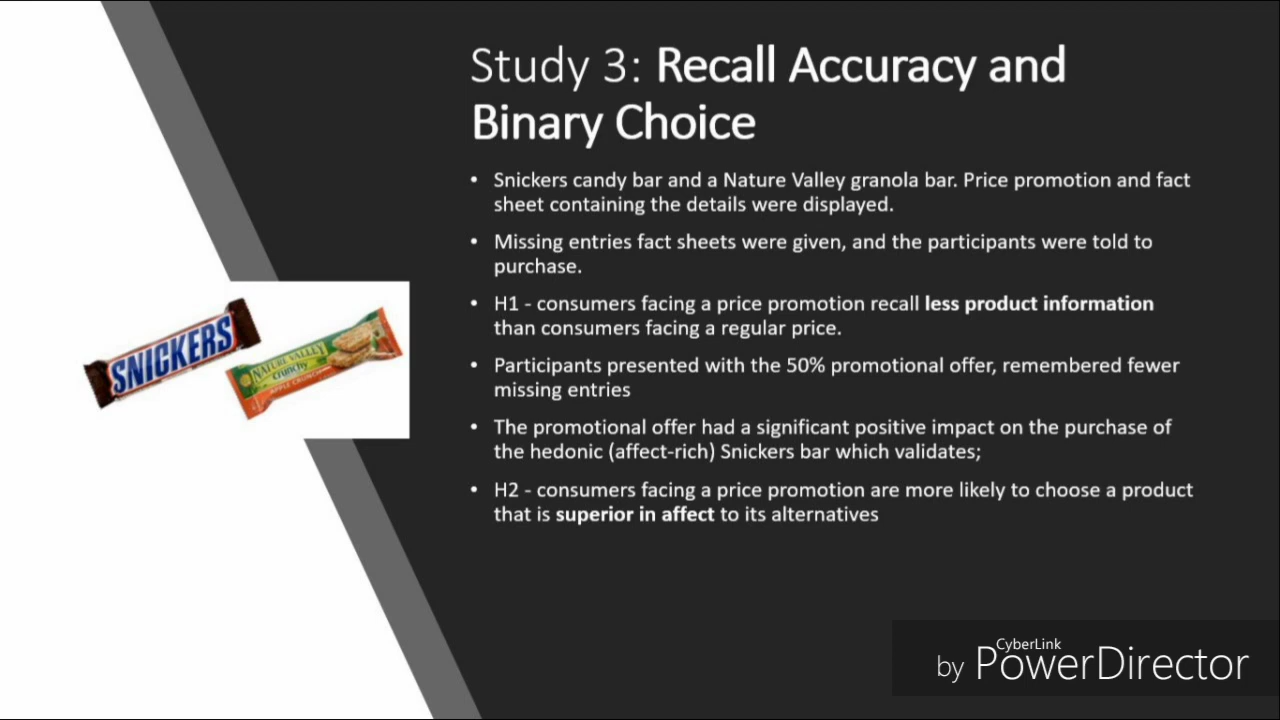 Study 3: Recall Accuracy and
Binary Choice
• Snickers candy bar and a Nature Valley granola bar. Price promotion and fact
sheet containing the details were displayed.
• Missing entries fact sheets were given, and the participants were told to
purchase.
• H1 - consumers facing a price promotion recall less product information
than consumers facing a regular price.
• Participants presented with the 50% promotional offer, remembered fewer
missing entries
• The promotional offer had a significant positive impact on the purchase of
the hedonic (affect-rich) Snickers bar which validates;
• H2 - consumers facing a price promotion are more likely to choose a product
that is superior in affect to its alternatives
SNICKERS
NATURE VALLEY
crunchy
APPLE CRUNCH
CyberLink
by PowerDirector